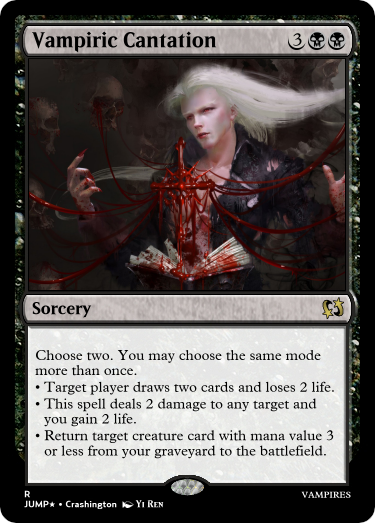 Vampiric Cantation 3
Sorcery
Choose two. You may choose the same mode
more than once.
• Target player draws two cards and loses 2 life.
• This spell deals 2 damage to any target and
you gain 2 life.
• Return target creature card with mana value 3
or less from your graveyard to the battlefield.
R
JUMP★ • Crashington Yi Ren
VAMPIRES